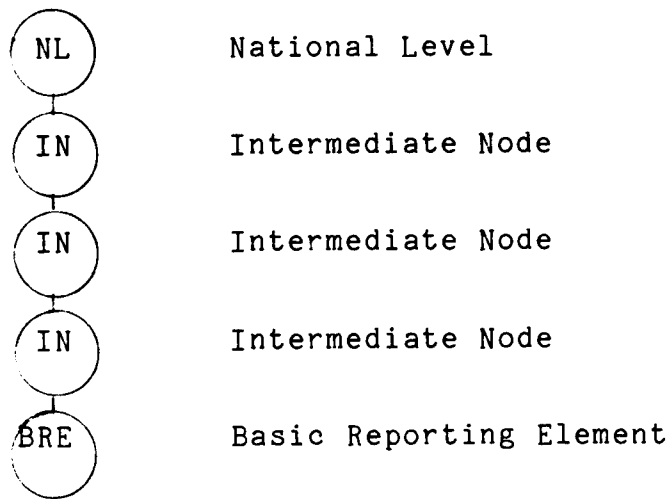 NL National Level
IN Intermediate Node
IN Intermediate Node
IN Intermediate Node
BRE Basic Reporting Element